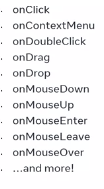 · onClick
· onContextMenu
· onDoubleClick
· onDrag
· onDrop
· onMouseDown
· onMouseUp
· onMouseEnter
· onMouseLeave
· onMouseOver
· ...and more!